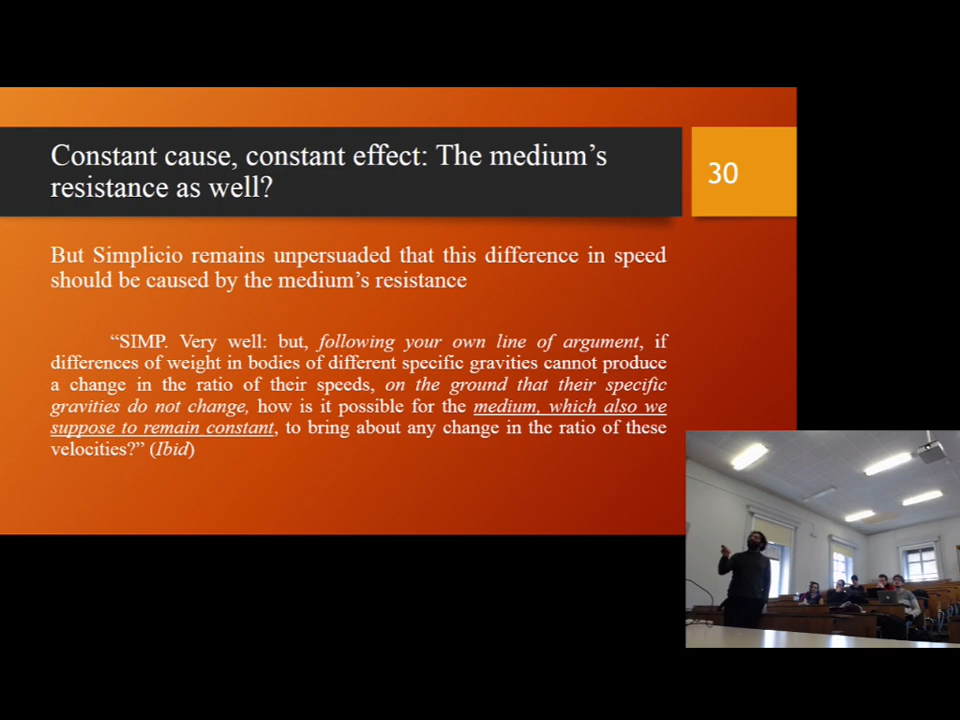 Constant cause, constant effect: The medium’s
resistance as well?
30
But Simplicio remains unpersuaded that this difference in speed
should be caused by the medium’s resistance
“SIMP. Very well: but, following your own line of argument, if
differences of weight in bodies of different specific gravities cannot produce
a change in the ratio of their speeds, on the ground that their specific
gravities do not change, how is it possible for the medium, which also we
suppose to remain constant, to bring about any change in the ratio of these
velocities?” (Ibid)